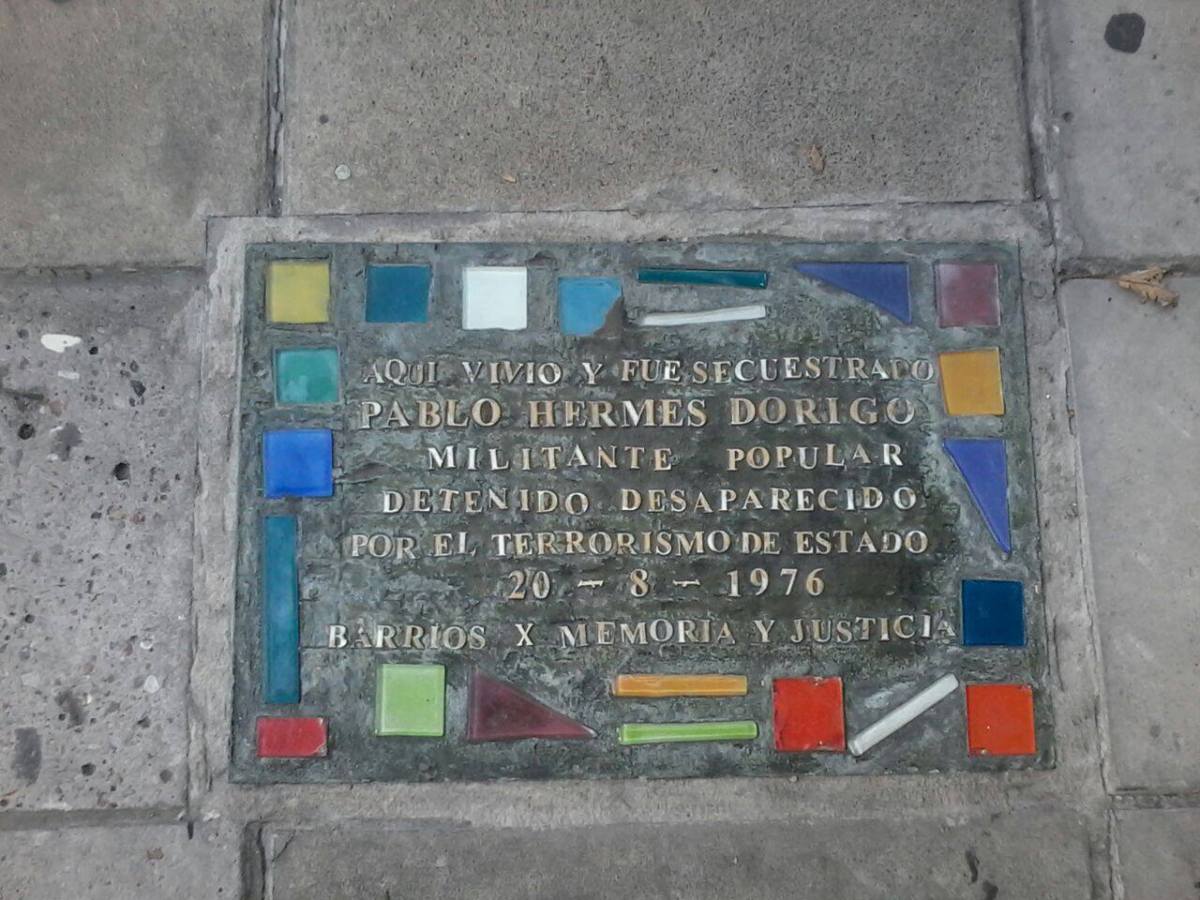 AQUI VIVIO Y FUE SECUESTRADO
PABLO HERMES DORIGO
MILITANTE POPULAR
DETENIDO DESAPARECIDO
POR EL TERRORISMO DE ESTADO
20 - 8 - 1976
BARRIOS X MEMORIA Y JUSTICIA